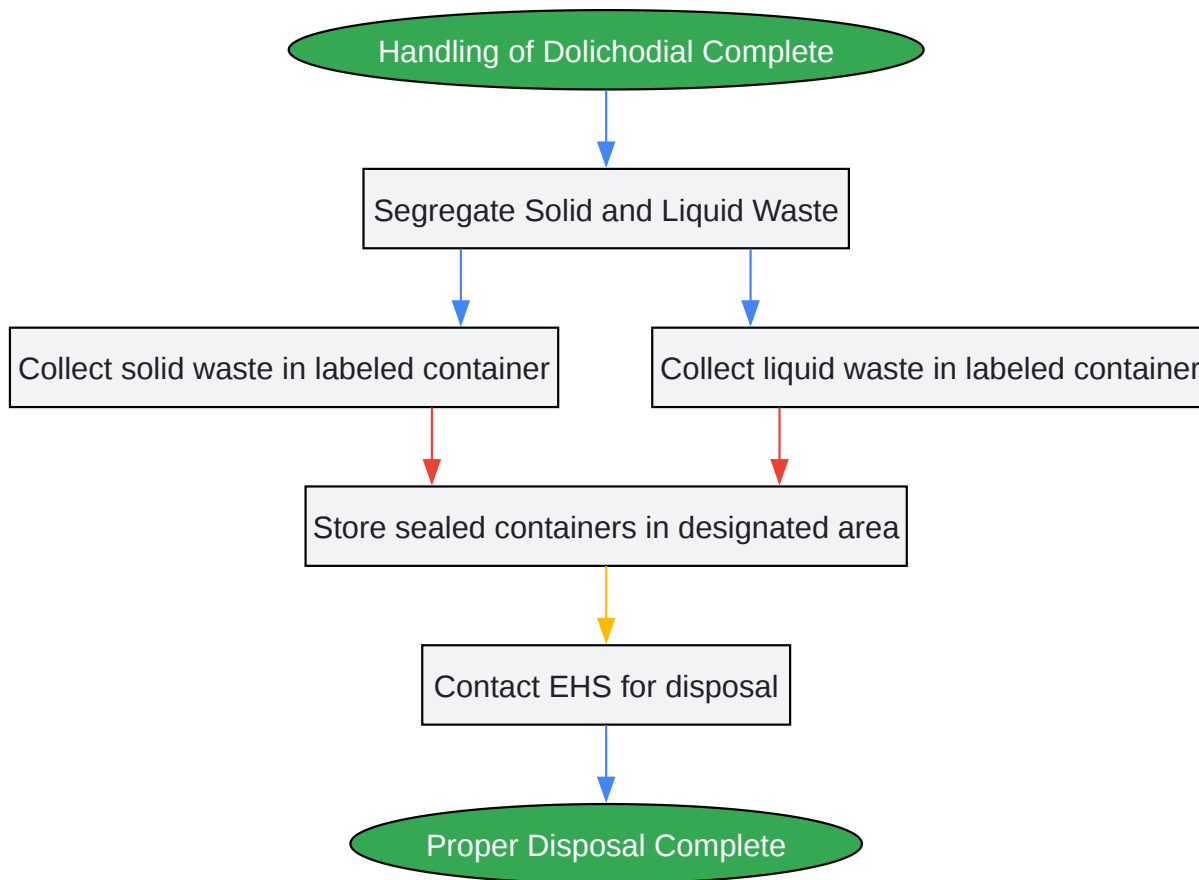 Handling of Dolichodial Complete
Segregate Solid and Liquid Waste
Collect solid waste in labeled container
Collect liquid waste in labeled container
Store sealed containers in designated area
Contact EHS for disposal
Proper Disposal Complete